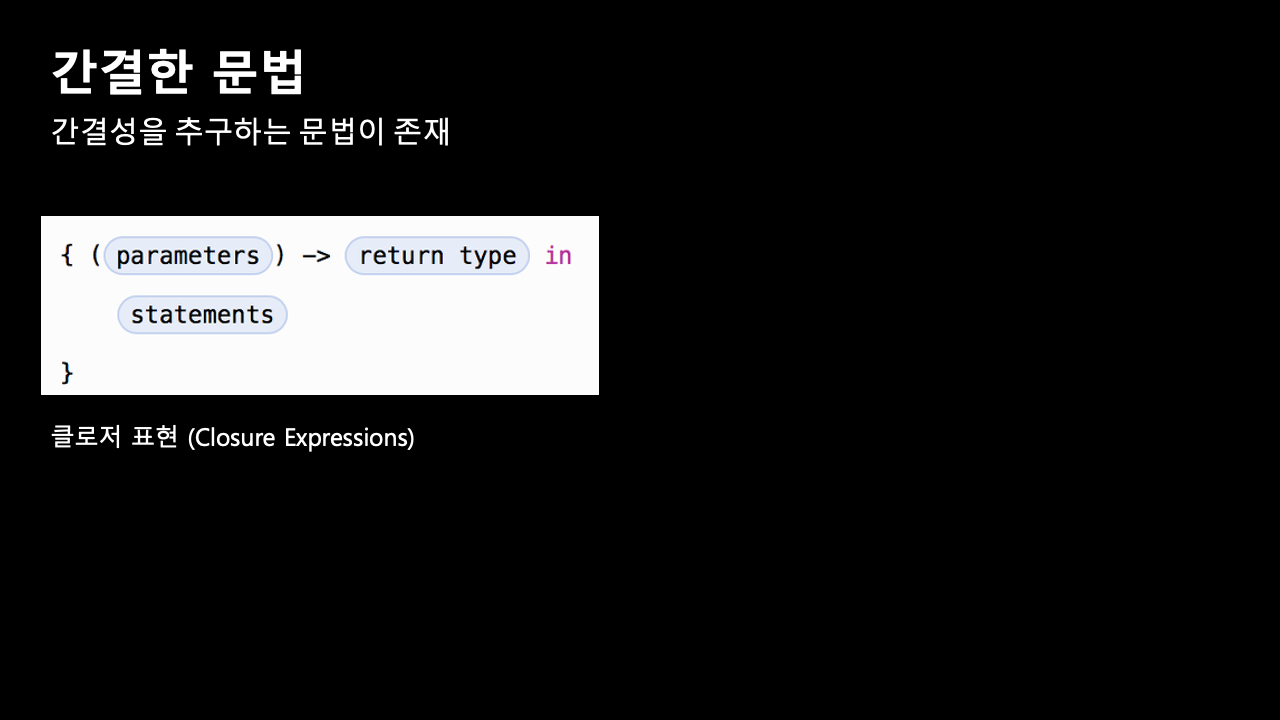 간결한 문법
간결성을 추구하는 문법이 존재
{ (parameters) -> return type in
statements
}
클로저 표현 (Closure Expressions)